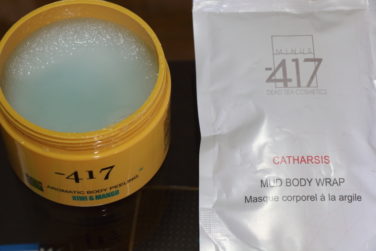 -417
AROMATIC BODY PEELING
KIWI & MANGO
MINUS
-417
DEAD SEA COSMETICS
CATHARSIS
MUD BODY WRAP
Masque corporel à la argile